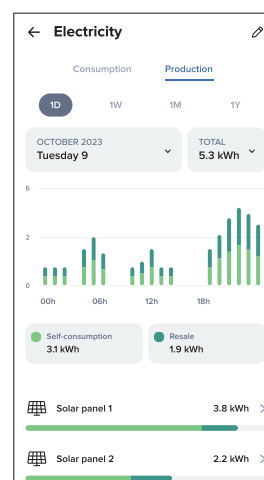 Electricity
Consumption Production
1D 1W 1M 1Y
OCTOBER 2023
Tuesday 9
TOTAL
5.3 kWh
6
2
0
00h 06h 12h 18h
Self-consumption
3.1 kWh
Resale
1.9 kWh
Solar panel 1 3.8 kWh
Solar panel 2 2.2 kWh